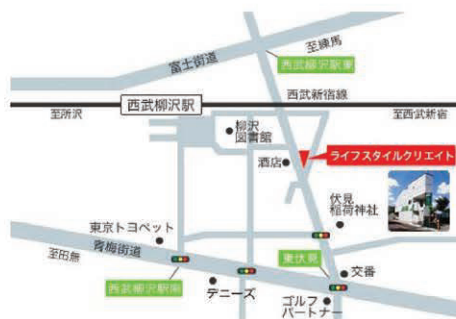 至練馬
富士街道
西武柳沢駅東
西武新宿線
西武柳沢駅
至所沢
至西武新宿
柳沢
図書館
酒店
ライフスタイルクリエイト
伏見
稲荷神社
東京トヨペット
青梅街道
至田無
東伏見
交番
西武柳沢駅南
デニーズ
ゴルフ
パートナー